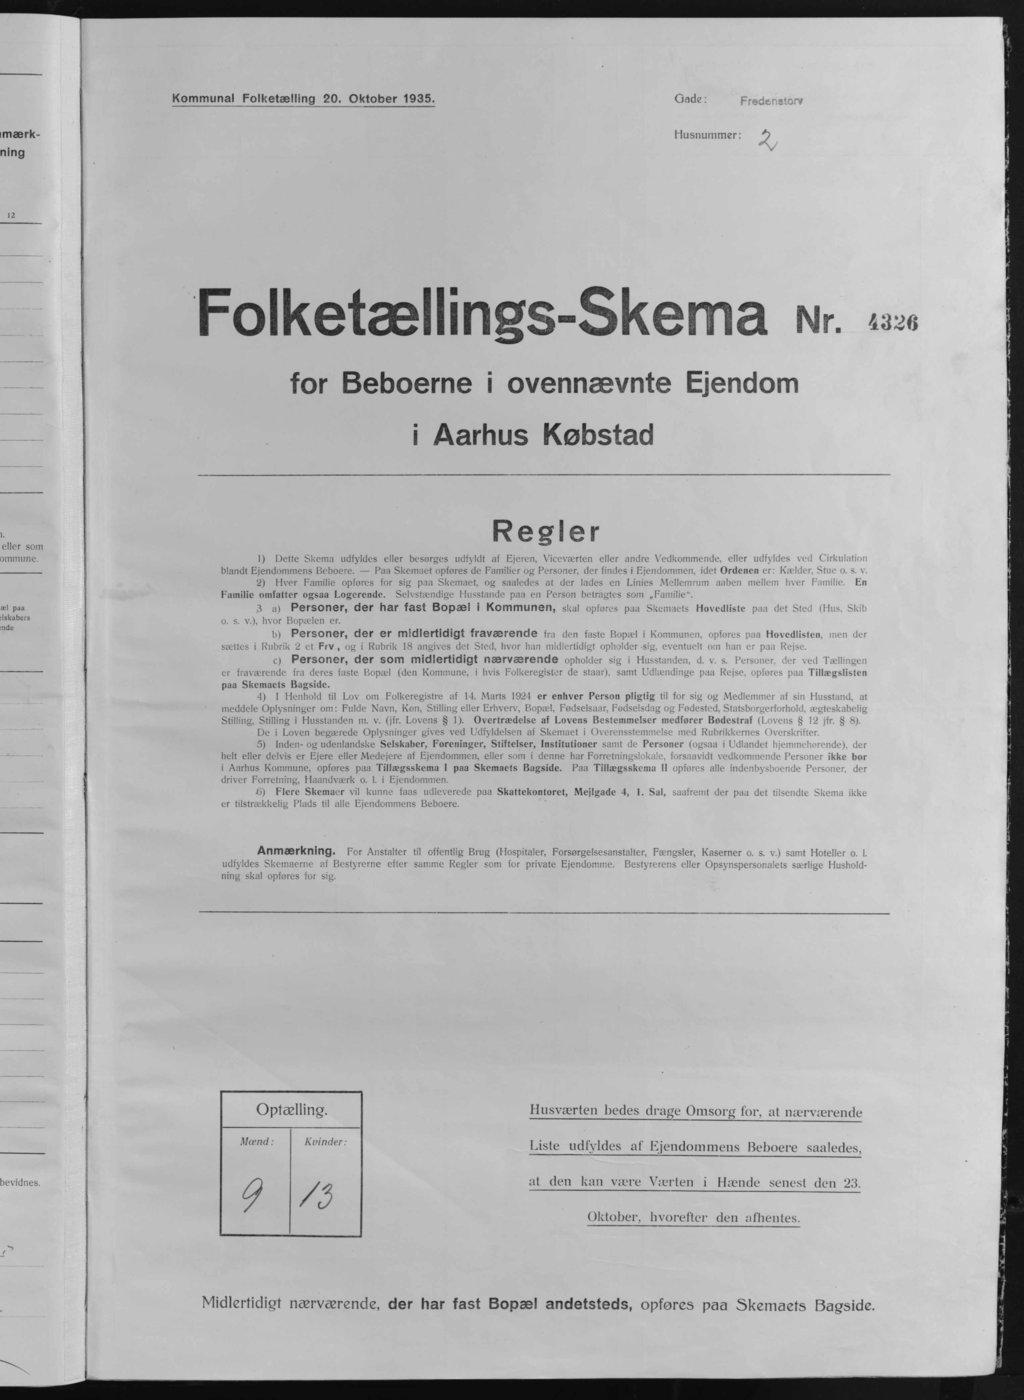 mærk-
ning
12
eller som
ommune.
æl paa
elskabers
bevidnes.
Kommunal Folketælling 20. Oktober 1935.
Gade: Fredenstorv
Husnummer: 2
Folketællings-Skema Nr. 4326
for Beboerne i ovennævnte Ejendom
i Aarhus Købstad
Regler
1) Dette Skema udfyldes eller besørges udfyldt af Ejeren, Viceværten eller andre Vedkommende, eller udfyldes ved Cirkulation
blandt Ejendommens Beboere. — Paa Skemaet opføres de Familier og Personer, der findes i Ejendommen, idet Ordenen er: Kælder, Stue o. s. v.
2) Hver Familie opføres for sig paa Skemaet, og saaledes at der lades en Linies Mellemrum aaben mellem hver Familie. En
Familie omfatter ogsaa Logerende. Selvstændige Husstande paa en Person betragtes som „Familie“.
3 a) Personer, der har fast Bopæl i Kommunen, skal opføres paa Skemaets Hovedliste paa det Sted (Hus, Skib
o. s. v.), hvor Bopælen er.
b) Personer, der er midlertidigt fraværende fra den faste Bopæl i Kommunen, opføres paa Hovedlisten, men der
sættes i Rubrik 2 et Frv., og i Rubrik 18 angives det Sted, hvor han midlertidigt opholder sig, eventuelt om han er paa Rejse.
c) Personer, der som midlertidigt nærværende opholder sig i Husstanden, d. v. s. Personer, der ved Tællingen
er fraværende fra deres faste Bopæl (den Kommune, i hvis Folkeregister de staar), samt Udlændinge paa Rejse, opføres paa Tillægslisten
paa Skemaets Bagside.
4) I Henhold til Lov om Folkeregistre af 14. Marts 1924 er enhver Person pligtig til for sig og Medlemmer af sin Husstand, at
meddele Oplysninger om: Fulde Navn, Køn, Stilling eller Erhverv, Bopæl, Fødselsaar, Fødselsdag og Fødested, Statsborgerforhold, ægteskabelig
Stilling, Stilling i Husstanden m. v. (jfr. Lovens § 1). Overtrædelse af Lovens Bestemmelser medfører Bødestraf (Lovens § 12 jfr. § 8).
De i Loven begærede Oplysninger gives ved Udfyldelsen af Skemaet i Overensstemmelse med Rubrikkernes Overskrifter.
5) Inden- og udenlandske Selskaber, Foreninger, Stiftelser, Institutioner samt de Personer (ogsaa i Udlandet hjemmehørende), der
helt eller delvis er Ejere eller Medejere af Ejendommen, eller som i denne har Forretningslokale, forsaavidt vedkommende Personer ikke bor
i Aarhus Kommune, opføres paa Tillægsskema I paa Skemaets Bagside. Paa Tillægsskema II opføres alle indenbysboende Personer, der
driver Forretning, Haandværk o. l. i Ejendommen.
6) Flere Skemaer vil kunne faas udleverede paa Skattekontoret, Mejlgade 4, 1. Sal, saafremt der paa det tilsendte Skema ikke
er tilstrækkelig Plads til alle Ejendommens Beboere.
Anmærkning. For Anstalter til offentlig Brug (Hospitaler, Forsørgelsesanstalter, Fængsler, Kaserner o. s. v.) samt Hoteller o. l.
udfyldes Skemaerne af Bestyrerne efter samme Regler som for private Ejendomme. Bestyrerens eller Opsynspersonalets særlige Hushold-
ning skal opføres for sig.
Optælling.
Mænd: Kvinder:
9 13
Husværten bedes drage Omsorg for, at nærværende
Liste udfyldes af Ejendommens Beboere saaledes,
at den kan være Værten i Hænde senest den 23.
Oktober, hvorefter den afhentes.
Midlertidigt nærværende, der har fast Bopæl andetsteds, opføres paa Skemaets Bagside.